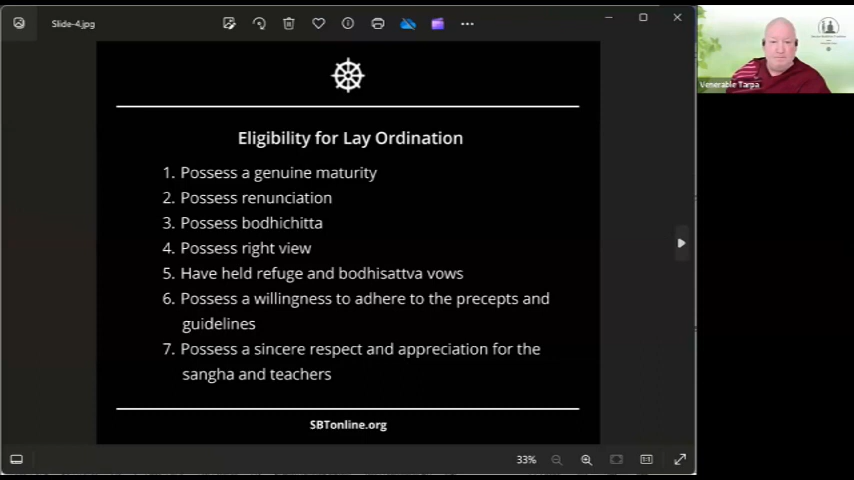 Slide-4.jpg
Venerable Tarpa
Eligibility for Lay Ordination
1. Possess a genuine maturity
2. Possess renunciation
3. Possess bodhichitta
4. Possess right view
5. Have held refuge and bodhisattva vows
6. Possess a willingness to adhere to the precepts and
guidelines
7. Possess a sincere respect and appreciation for the
sangha and teachers
SBTonline.org
33%